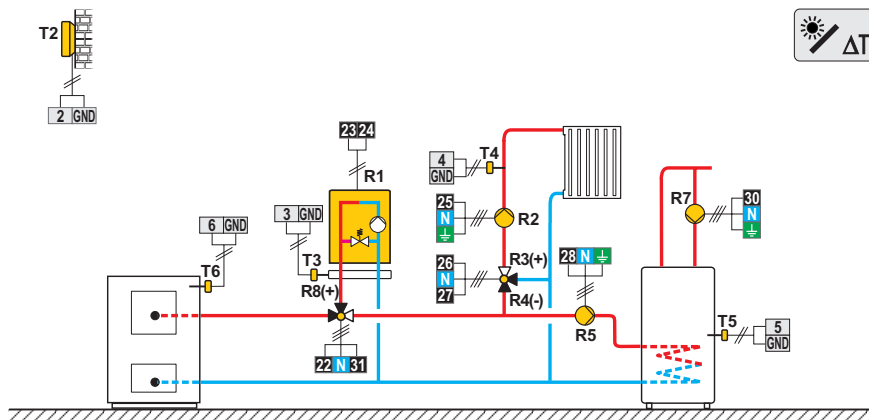 T2
ΔT
2 GND
23 24
R1
4
GND
T4
R7
30
N
25
N
R2
6 GND
3 GND
26
N
27
R3(+)
R4(-)
28 N
T6
T3
R8(+)
R5
T5
5
GND
22 N 31